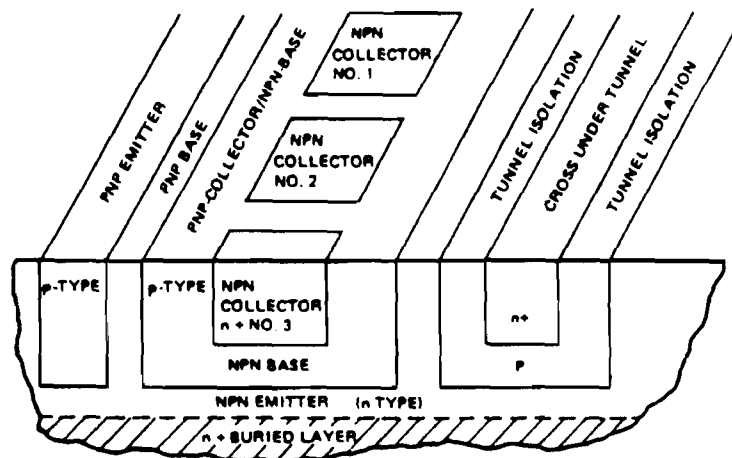 NPN
COLLECTOR
NO. 1
NPN
COLLECTOR
NO. 2
PNP EMITTER
PNP BASE
PNP-COLLECTOR/NPN-BASE
TUNNEL ISOLATION
CROSS UNDER TUNNEL
TUNNEL ISOLATION
p-TYPE
p-TYPE
NPN
COLLECTOR
n + NO. 3
n+
NPN BASE
P
NPN EMITTER (n TYPE)
n + BURIED LAYER